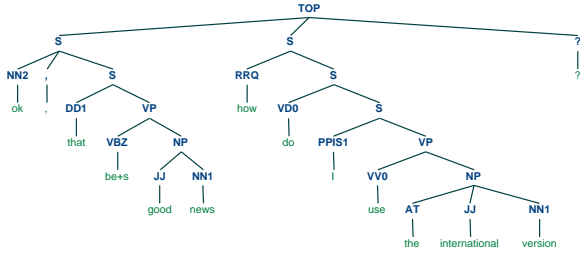 TOP
S S ?
NN2 , S RRQ S ?
ok , DD1 VP how VD0 S
that VBZ NP do PPIS1 VP
be+s JJ NN1 I VV0 NP
good news use AT JJ NN1
the international version